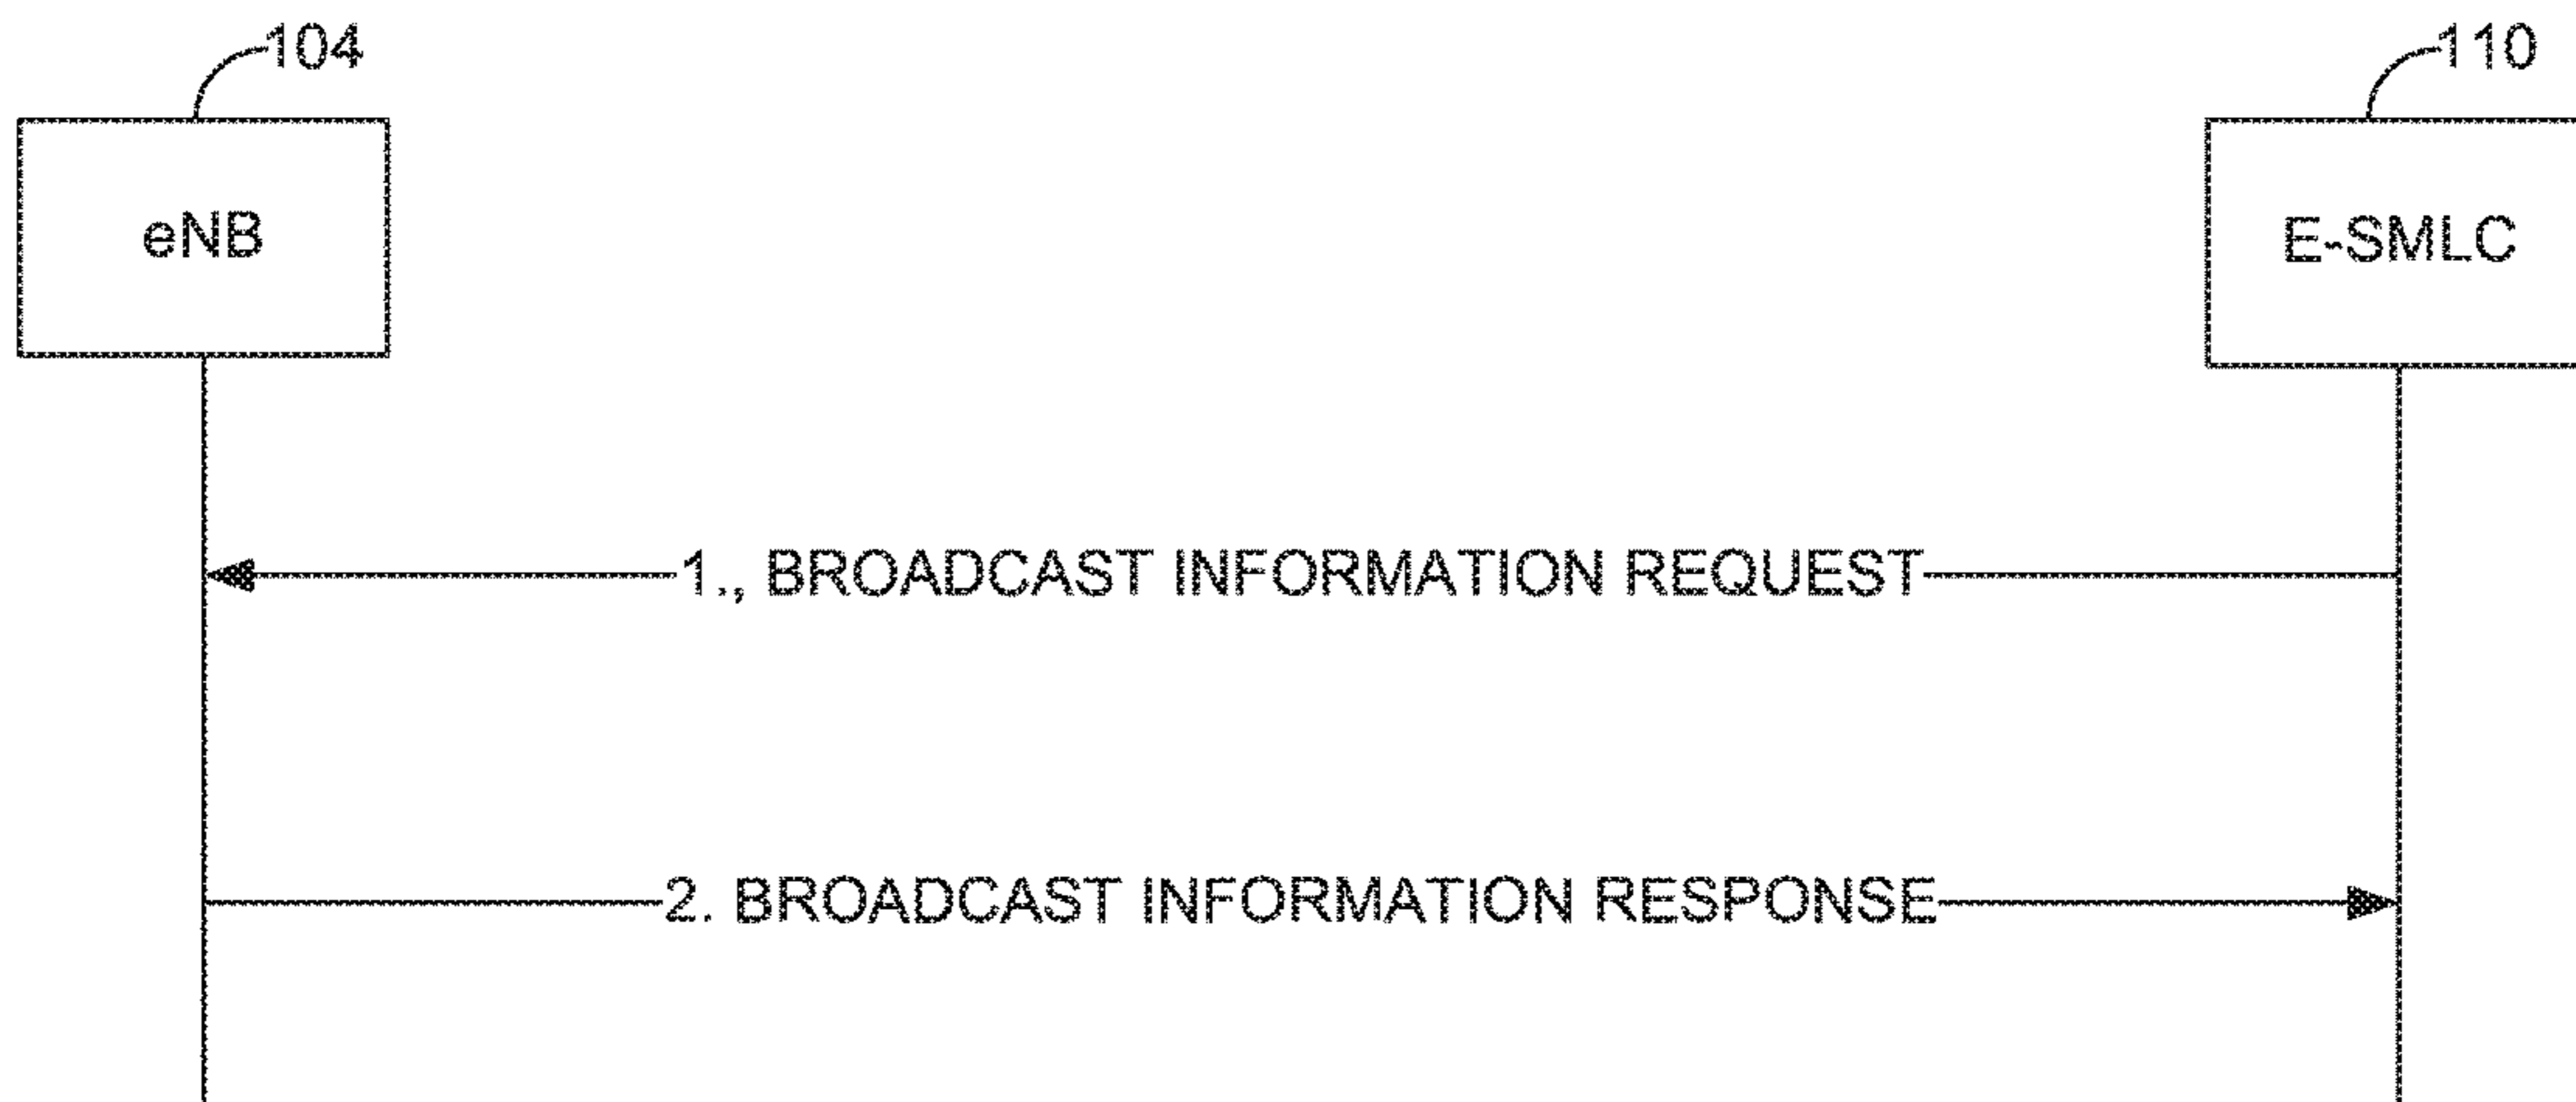 104
110
eNB
E-SMLC
1., BROADCAST INFORMATION REQUEST
2. BROADCAST INFORMATION RESPONSE